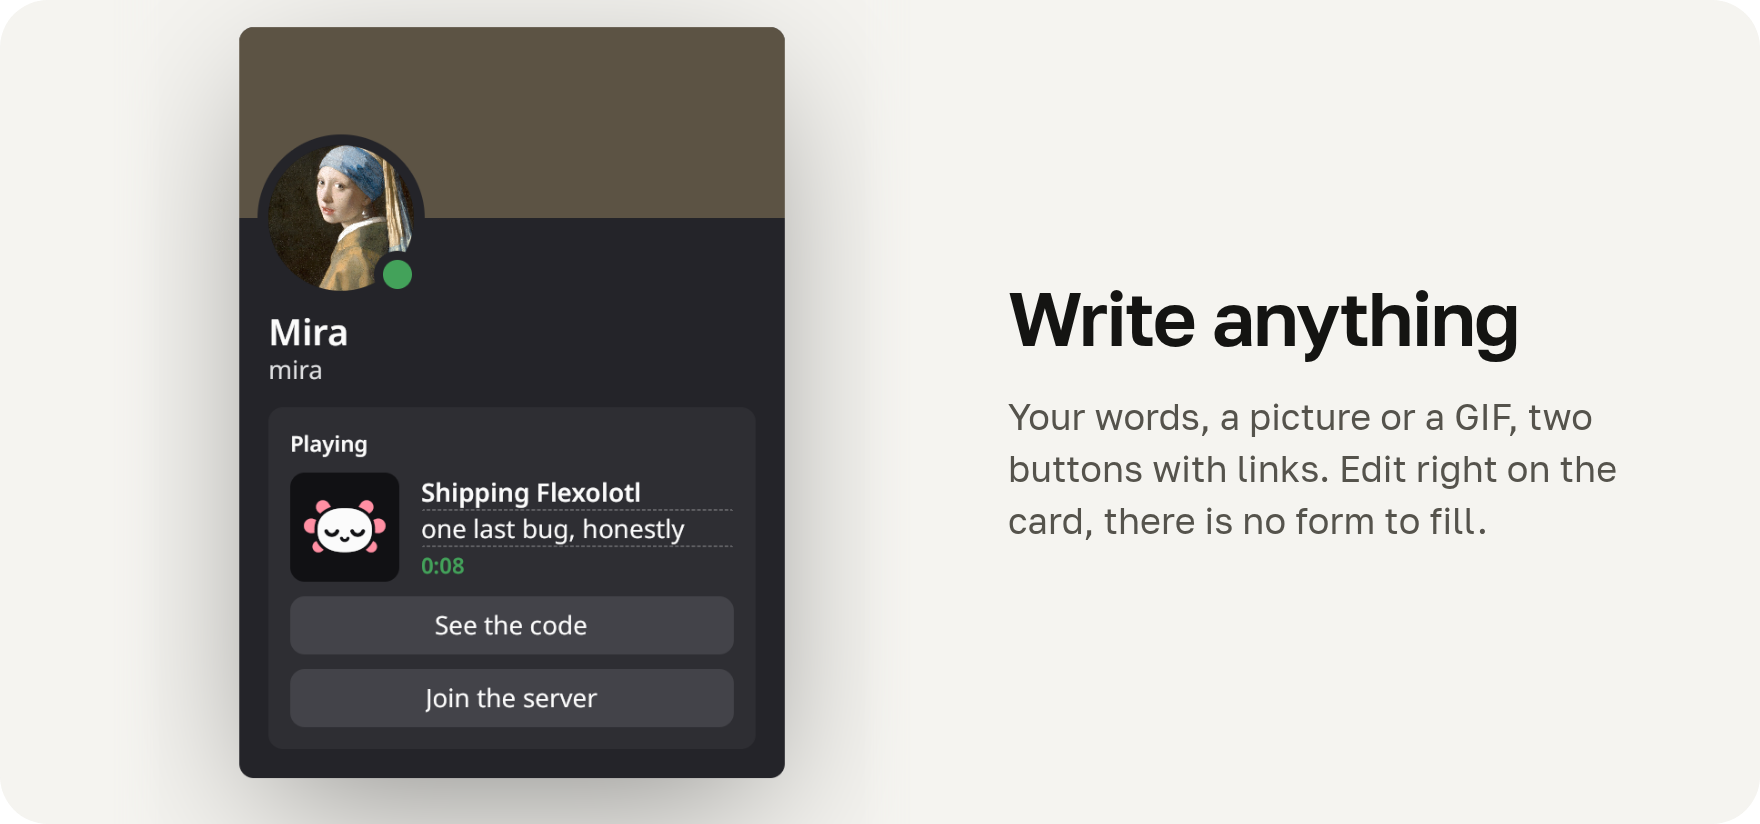 Mira
mira
Playing
Shipping Flexolotl
one last bug, honestly
0:08
See the code
Join the server
Write anything
Your words, a picture or a GIF, two
buttons with links. Edit right on the
card, there is no form to fill.